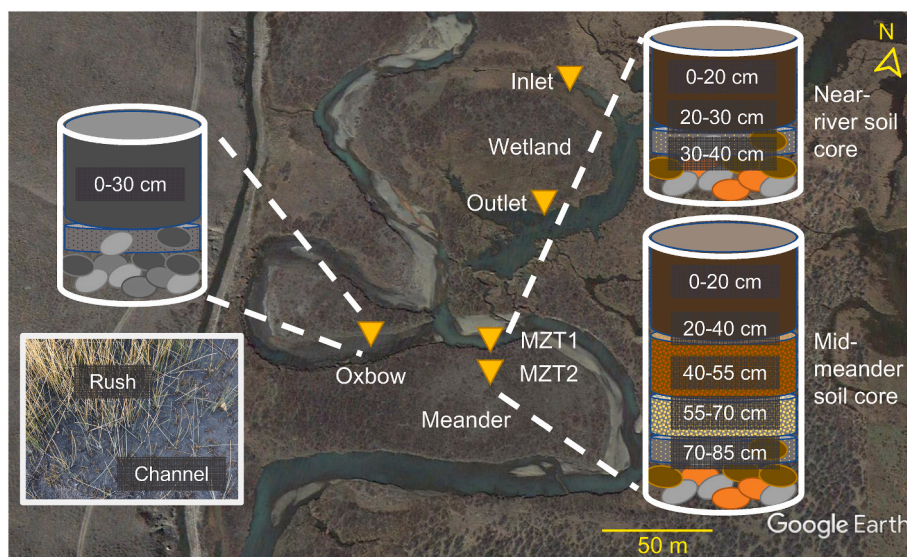 N
0-20 cm
20-30 cm
30-40 cm
Near-
river soil
core
Inlet
Wetland
Outlet
0-30 cm
0-20 cm
20-40 cm
40-55 cm
55-70 cm
70-85 cm
Mid-
meander
soil core
MZT1
MZT2
Oxbow
Meander
Rush
Channel
50 m
Google Earth